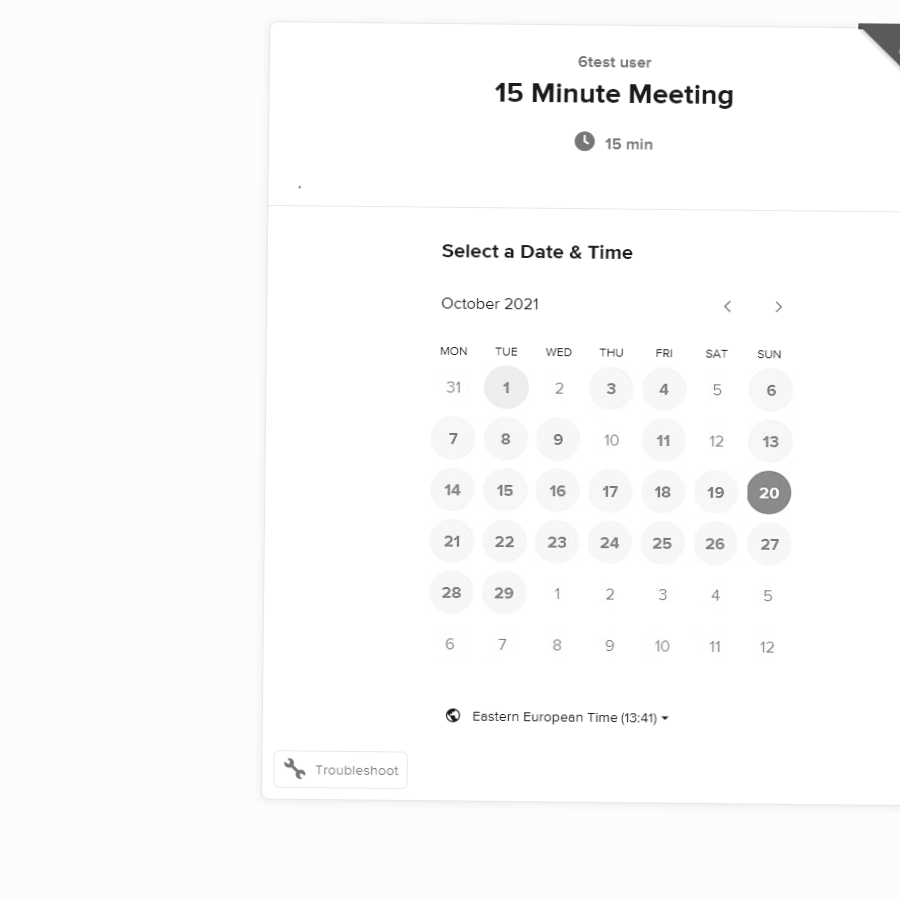 6test user
15 Minute Meeting
15 min
.
Select a Date & Time
October 2021
MON TUE WED THU FRI SAT SUN
31 1 2 3 4 5 6
7 8 9 10 11 12 13
14 15 16 17 18 19 20
21 22 23 24 25 26 27
28 29 1 2 3 4 5
6 7 8 9 10 11 12
Eastern European Time (13:41)
Troubleshoot